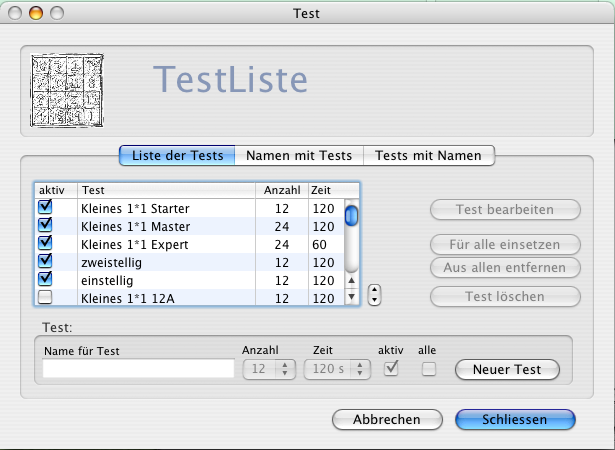 Test
TestListe
Liste der Tests Namen mit Tests Tests mit Namen
aktiv Test Anzahl Zeit
Kleines 1*1 Starter 12 120
Kleines 1*1 Master 24 120
Kleines 1*1 Expert 24 60
zweistellig 12 120
einstellig 12 120
Kleines 1*1 12A 12 120
Test bearbeiten
Für alle einsetzen
Aus allen entfernen
Test löschen
Test:
Name für Test Anzahl Zeit aktiv alle
12 120 s Neuer Test
Abbrechen Schliessen